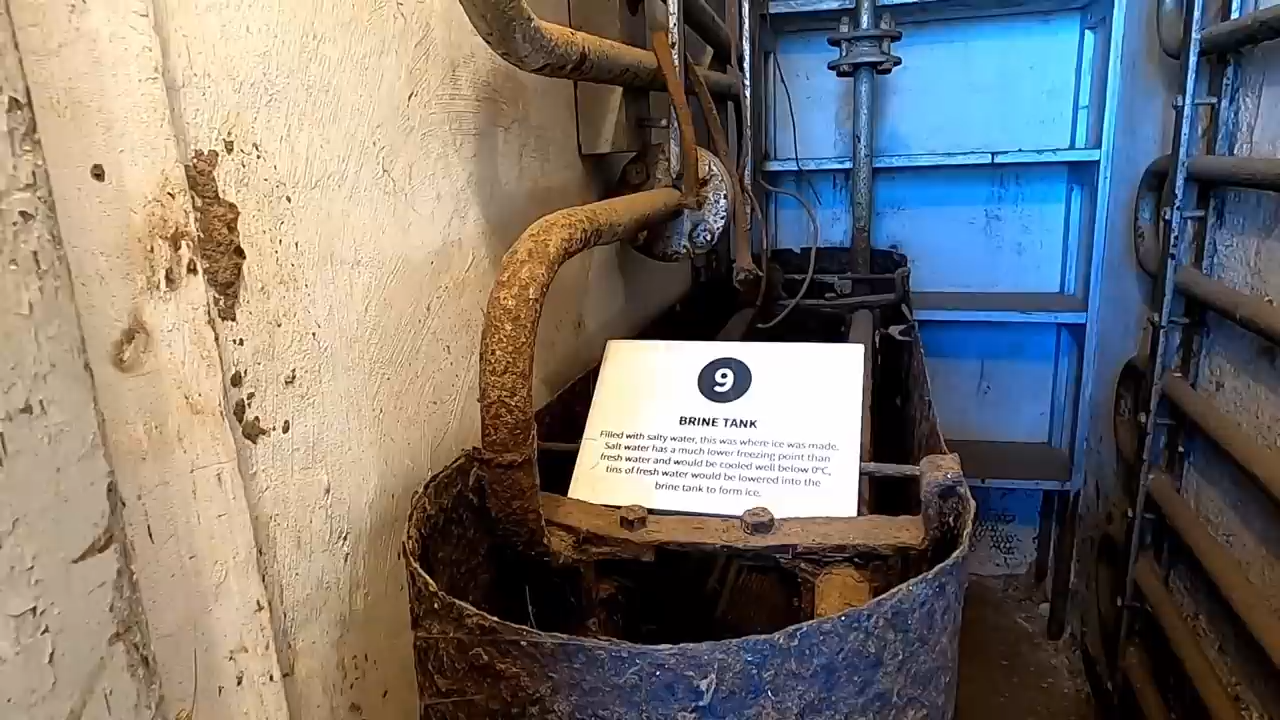 9
BRINE TANK
Filled with salty water, this was where ice was made.
Salt water has a much lower freezing point than
fresh water and would be cooled well below 0°C,
tins of fresh water would be lowered into the
brine tank to form ice.